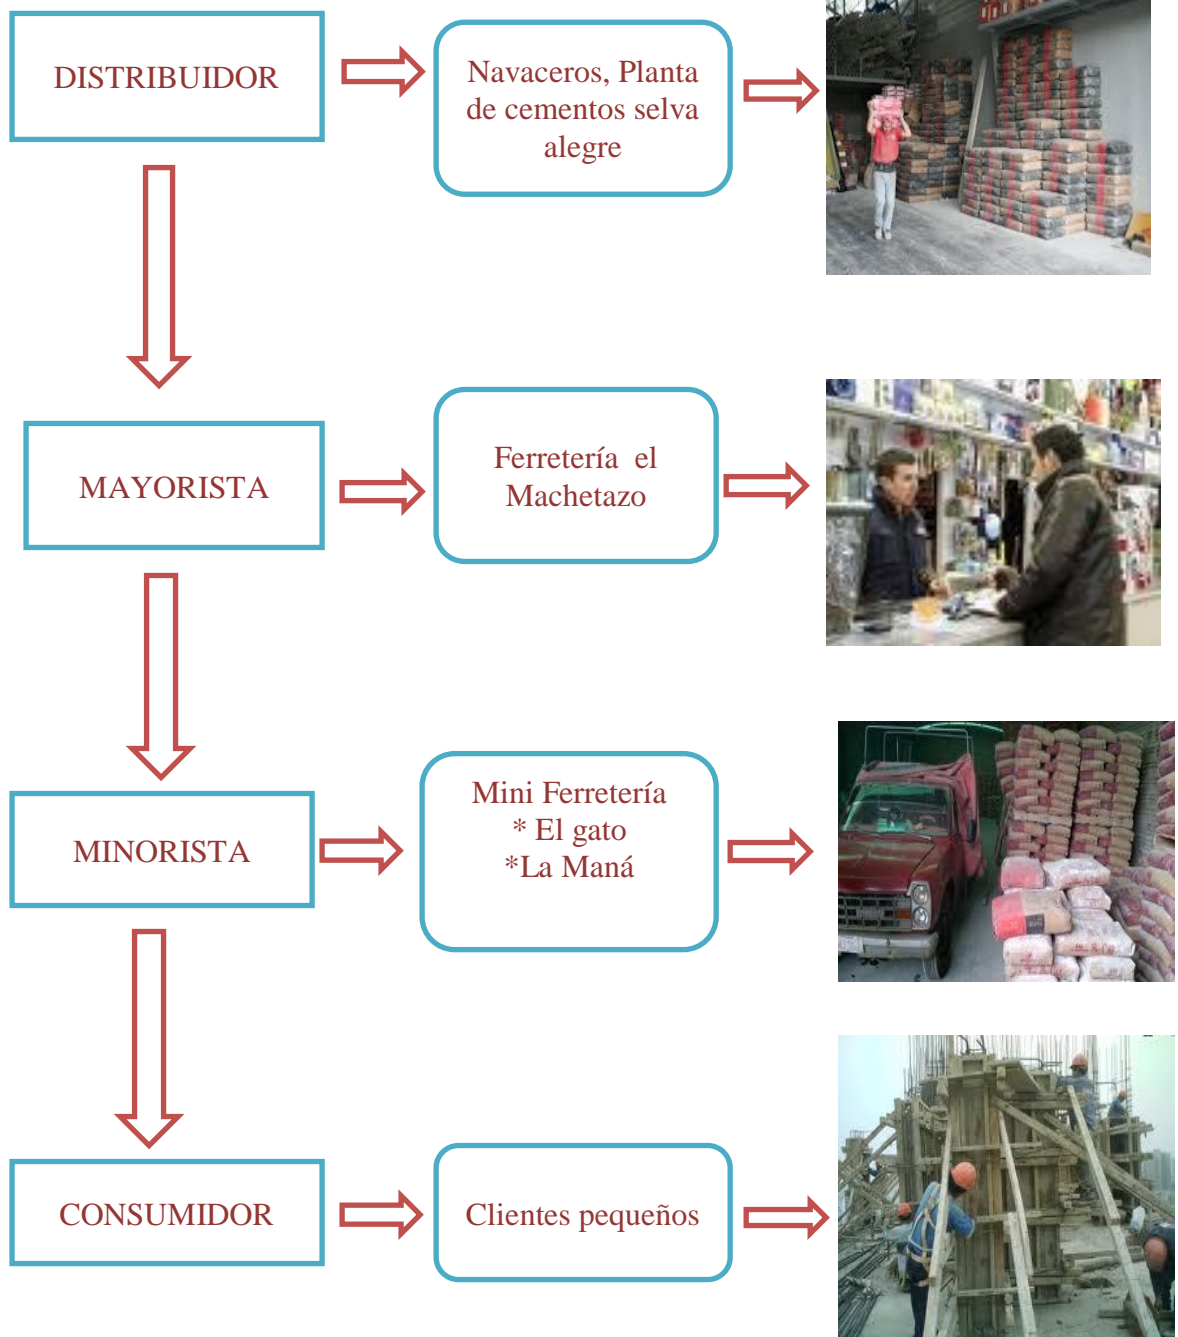 DISTRIBUIDOR
Navaceros, Planta
de cementos selva
alegre
MAYORISTA
Ferretería el
Machetazo
MINORISTA
Mini Ferretería
* El gato
*La Maná
CONSUMIDOR
Clientes pequeños